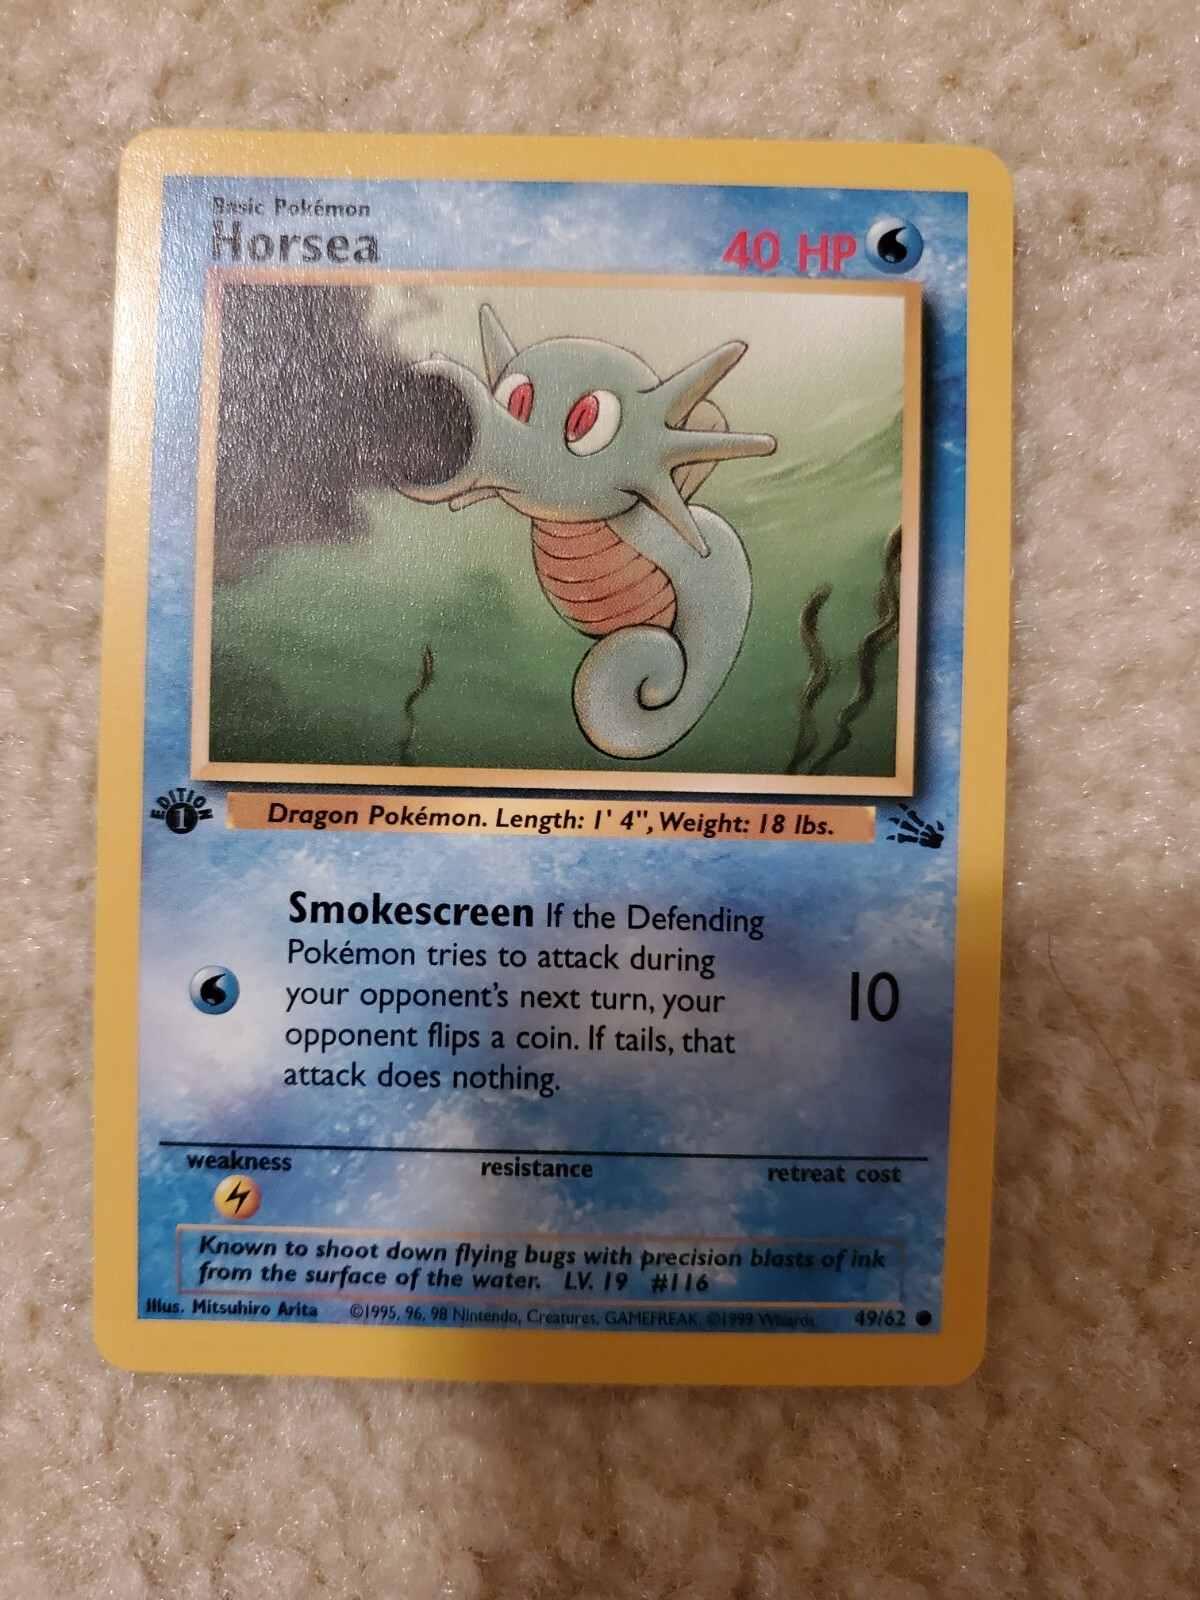 Basic Pokémon
Horsea
40 HP
EDITION
1
Dragon Pokémon. Length: 1' 4", Weight: 18 lbs.
Smokescreen If the Defending
Pokémon tries to attack during
your opponent's next turn, your
opponent flips a coin. If tails, that
attack does nothing.
10
weakness
resistance
retreat cost
Known to shoot down flying bugs with precision blasts of ink
from the surface of the water. LV. 19 #116
Illus. Mitsuhiro Arita ©1995, 96, 98 Nintendo, Creatures, GAMEFREAK. ©1999 Wizards. 49/62